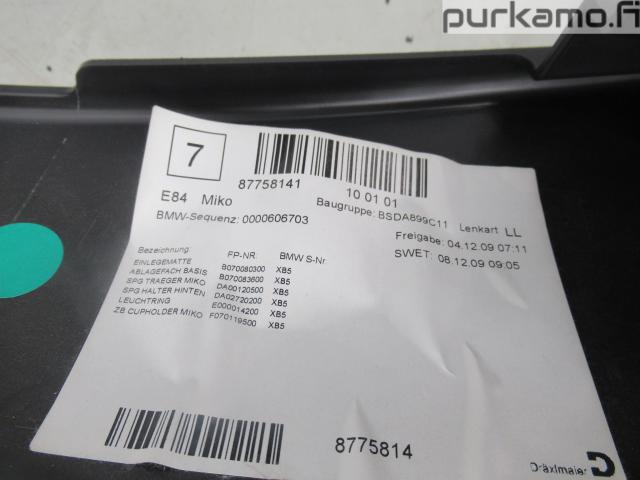 purkamo.fi
7
87758141
10 01 01
E84 Miko
Baugruppe: BSDA899C11 Lenkart LL
BMW-Sequenz: 0000606703
Freigabe: 04.12.09 07:11
SWET: 08.12.09 09:05
Bezeichnung FP-NR. BMW S-Nr
EINLEGEMATTE B070080300 XB5
ABLAGEFACH BASIS B070083600 XB5
SPG TRAEGER MIKO DA00120500 XB5
SPG HALTER HINTEN DA02720200 XB5
LEUCHTRING E000014200 XB5
ZB CUPHOLDER MIKO F070119500 XB5
8775814
Dräxlmaier